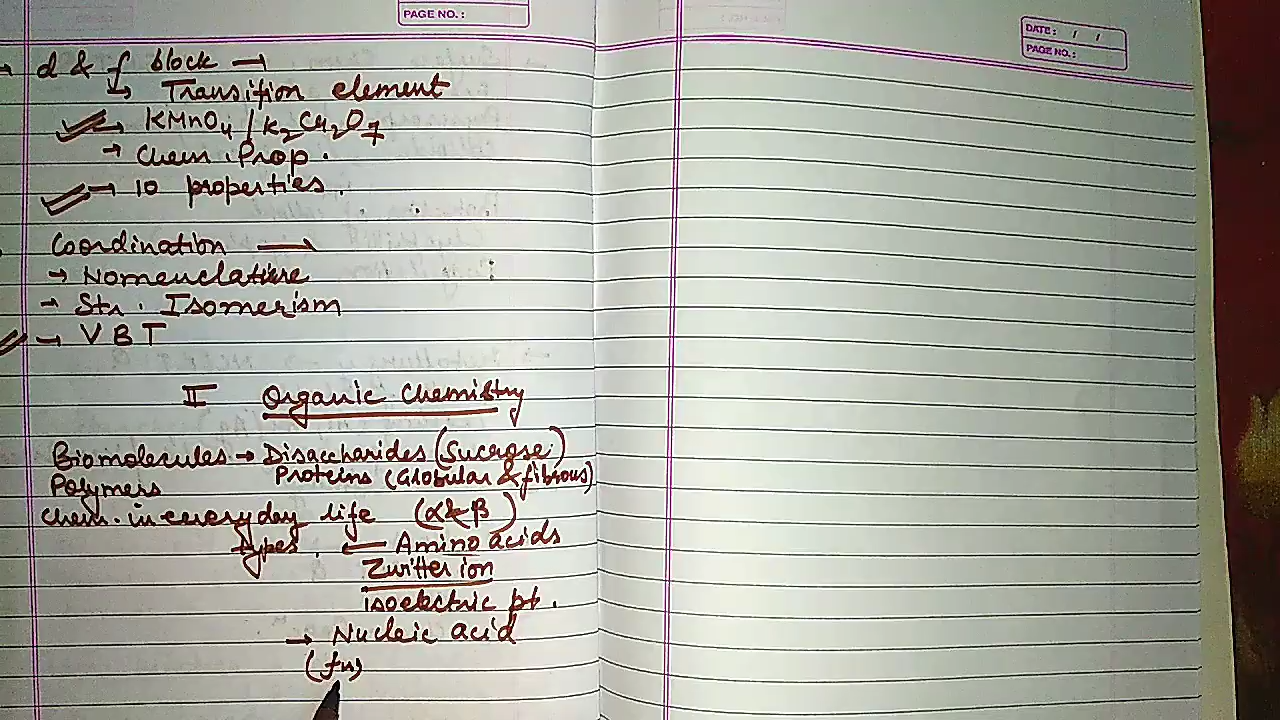 PAGE NO. :
DATE : / /
PAGE NO. :
→ d & f block →
↳ Transition element
→ KMnO4 / K2Cr2O7
→ Chem. Prop.
→ 10 properties.
Coordination →
→ Nomenclature
→ Str. Isomerism
→ VBT
II Organic Chemistry
Biomolecules → Disaccharides (Sucrose)
Proteins (Globular & fibrous)
Polymers
Chem. in everyday life (α & β)
types. ← Amino acids
Zwitter ion
isoelectric pt.
→ Nucleic acid
(fn)